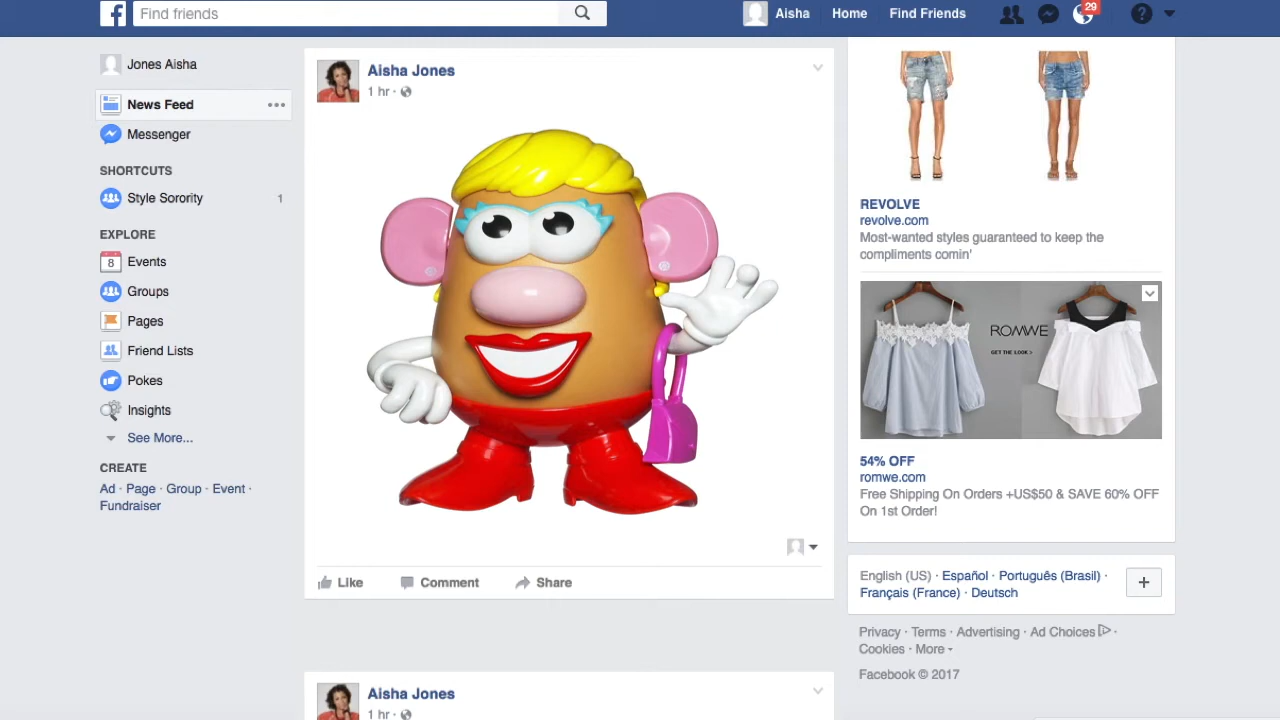 f
Find friends
Aisha
Home
Find Friends
29
?
Jones Aisha
News Feed
Messenger
SHORTCUTS
Style Sorority 1
EXPLORE
8 Events
Groups
Pages
Friend Lists
Pokes
Insights
See More...
CREATE
Ad · Page · Group · Event ·
Fundraiser
Aisha Jones
1 hr ·
Like
Comment
Share
Aisha Jones
1 hr ·
REVOLVE
revolve.com
Most-wanted styles guaranteed to keep the
compliments comin'
ROMWE
GET THE LOOK >
54% OFF
romwe.com
Free Shipping On Orders +US$50 & SAVE 60% OFF
On 1st Order!
English (US) · Español · Português (Brasil) ·
Français (France) · Deutsch
+
Privacy · Terms · Advertising · Ad Choices ·
Cookies · More
Facebook © 2017